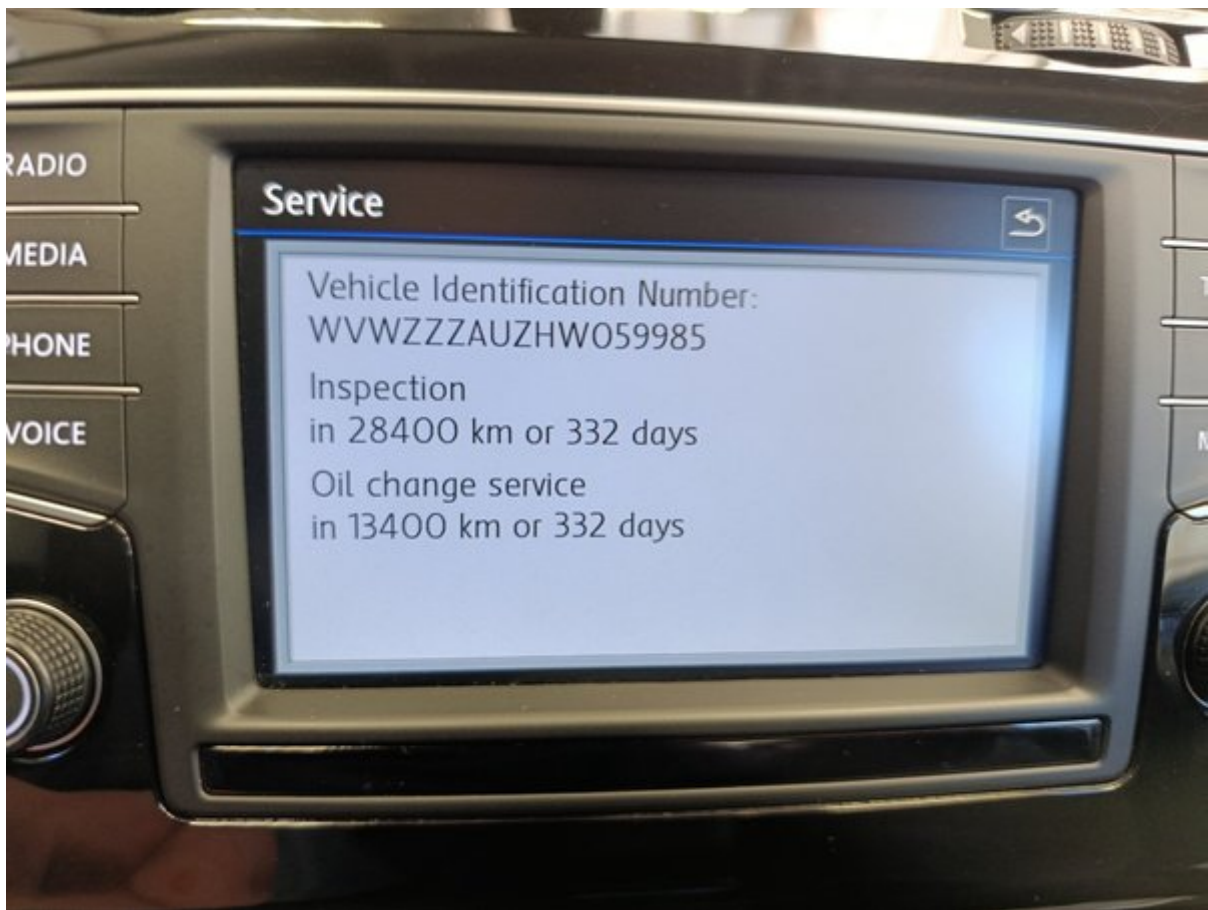 RADIO
MEDIA
PHONE
VOICE
Service
Vehicle Identification Number:
WVWZZZAUZHW059985
Inspection
in 28400 km or 332 days
Oil change service
in 13400 km or 332 days